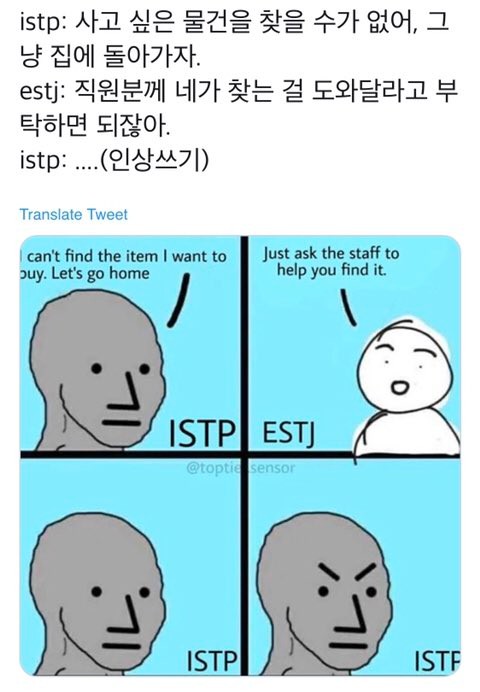 istp: 사고 싶은 물건을 찾을 수가 없어, 그
냥 집에 돌아가자.
estj: 직원분께 네가 찾는 걸 도와달라고 부
탁하면 되잖아.
istp: ....(인상쓰기)
Translate Tweet
I can't find the item I want to
buy. Let's go home
ISTP
Just ask the staff to
help you find it.
ESTJ
@toptier.sensor
ISTP
ISTP